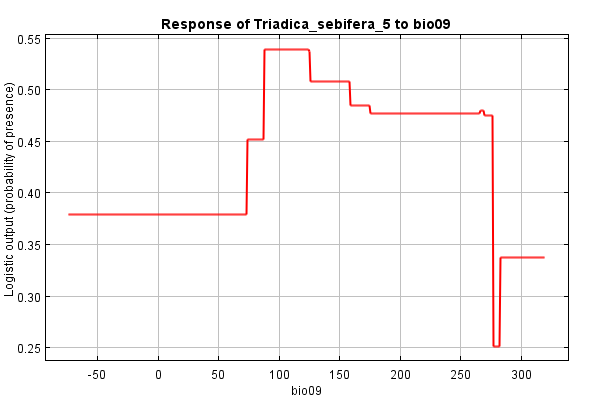 Response of Triadica_sebifera_5 to bio09
Logistic output (probability of presence)
0.55
0.50
0.45
0.40
0.35
0.30
0.25
-50 0 50 100 150 200 250 300
bio09